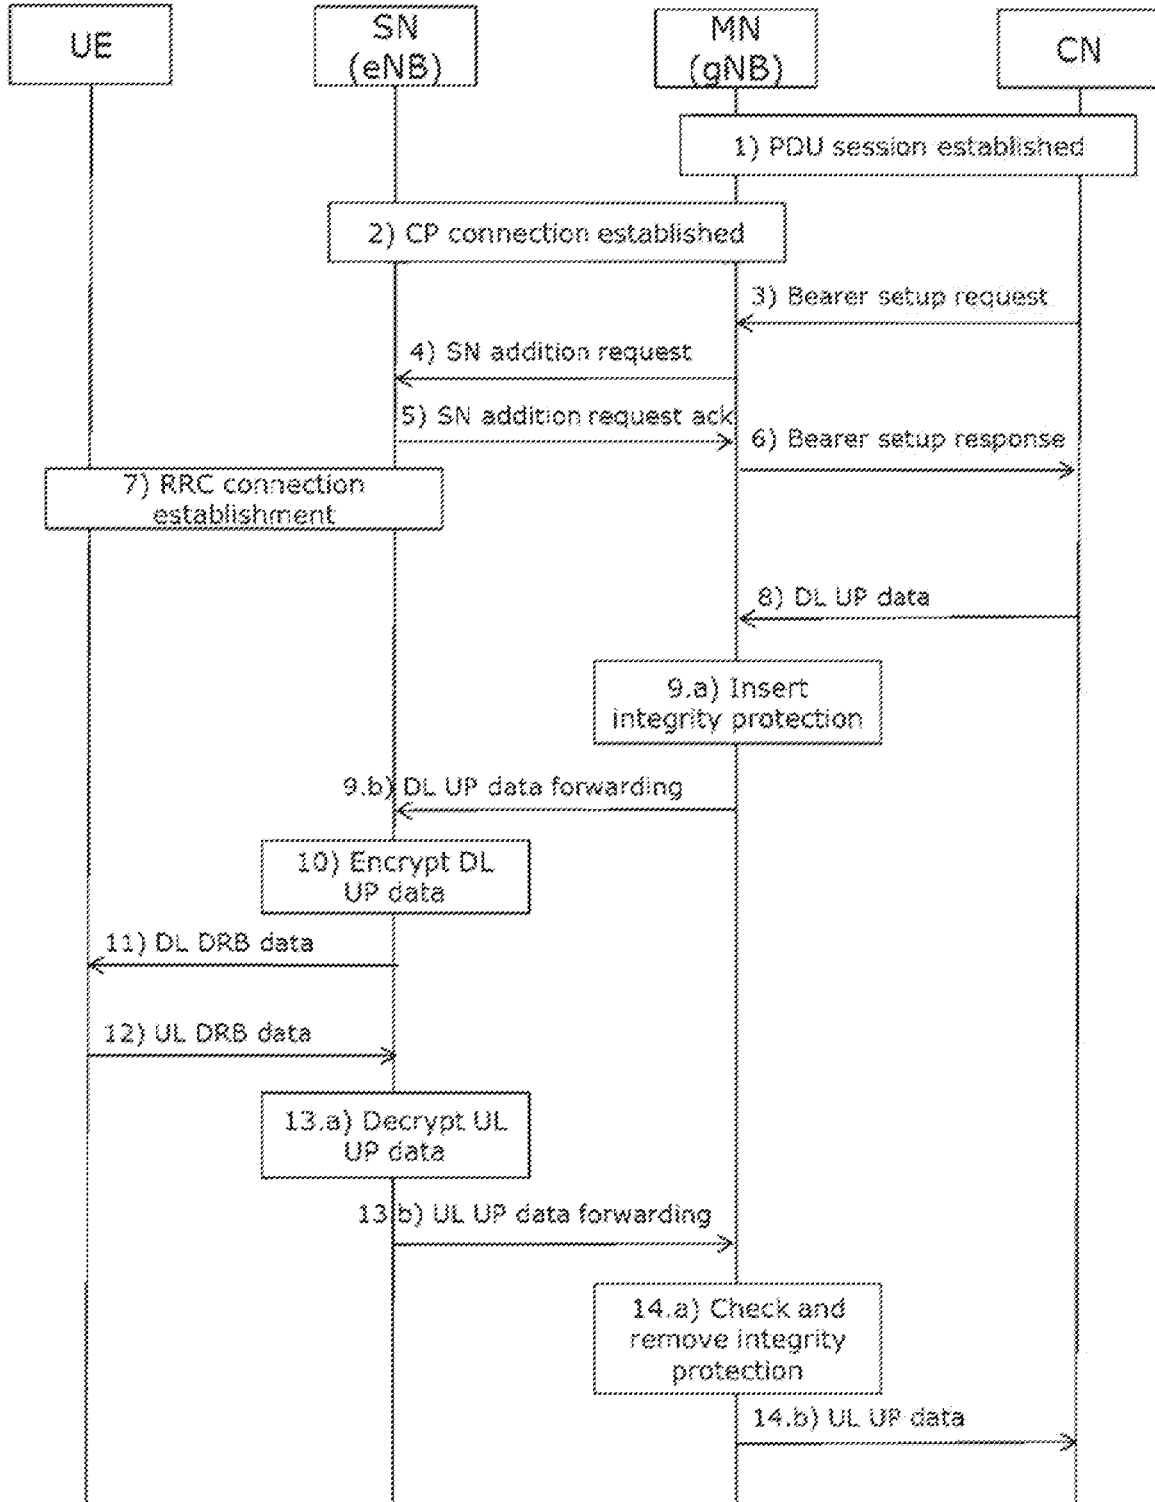 UE
SN
(eNB)
MN
(gNB)
CN
1) PDU session established
2) CP connection established
3) Bearer setup request
4) SN addition request
5) SN addition request ack
6) Bearer setup response
7) RRC connection
establishment
8) DL UP data
9.a) Insert
integrity protection
9.b) DL UP data forwarding
10) Encrypt DL
UP data
11) DL DRB data
12) UL DRB data
13.a) Decrypt UL
UP data
13.b) UL UP data forwarding
14.a) Check and
remove integrity
protection
14.b) UL UP data